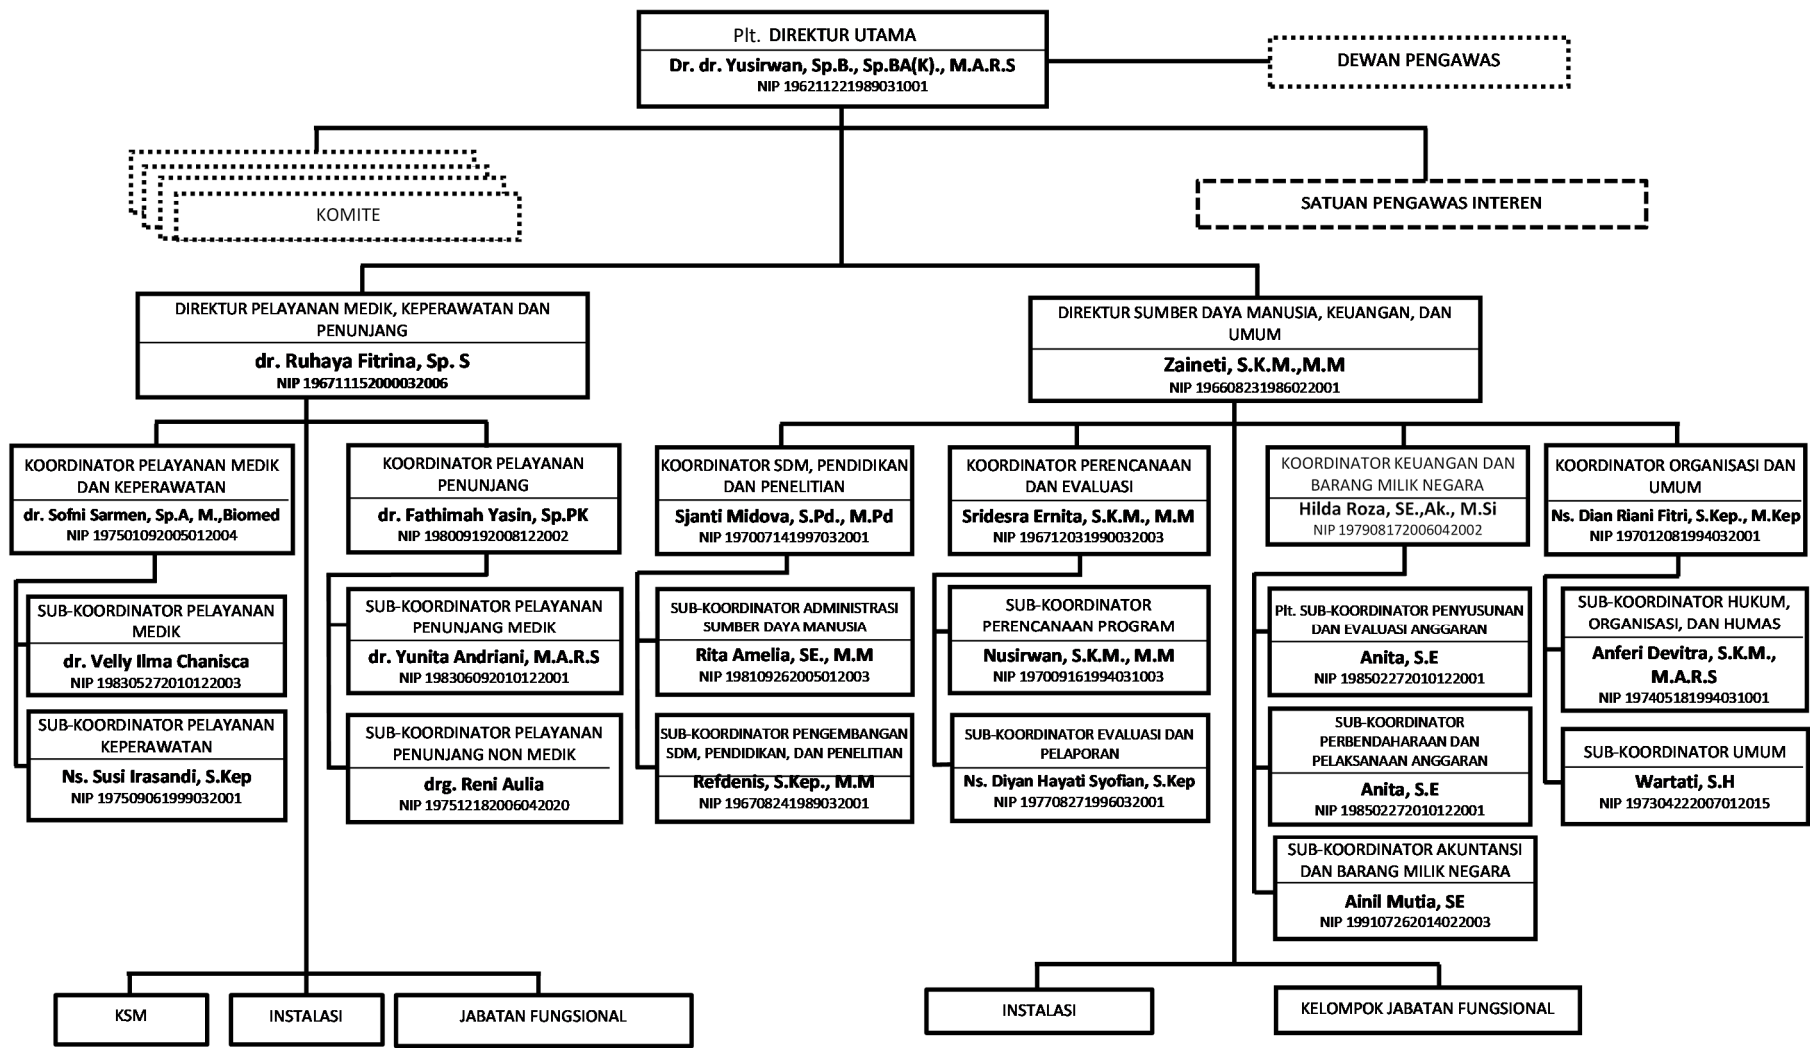 Plt. DIREKTUR UTAMA
Dr. dr. Yusirwan, Sp.B., Sp.BA(K)., M.A.R.S
NIP 196211221989031001
DEWAN PENGAWAS
KOMITE
SATUAN PENGAWAS INTEREN
DIREKTUR PELAYANAN MEDIK, KEPERAWATAN DAN
PENUNJANG
dr. Ruhaya Fitrina, Sp. S
NIP 196711152000032006
DIREKTUR SUMBER DAYA MANUSIA, KEUANGAN, DAN
UMUM
Zaineti, S.K.M.,M.M
NIP 196608231986022001
KOORDINATOR PELAYANAN MEDIK
DAN KEPERAWATAN
dr. Sofni Sarmen, Sp.A, M.,Biomed
NIP 197501092005012004
KOORDINATOR PELAYANAN
PENUNJANG
dr. Fathimah Yasin, Sp.PK
NIP 198009192008122002
KOORDINATOR SDM, PENDIDIKAN
DAN PENELITIAN
Sjanti Midova, S.Pd., M.Pd
NIP 197007141997032001
KOORDINATOR PERENCANAAN
DAN EVALUASI
Sridesra Ernita, S.K.M., M.M
NIP 196712031990032003
KOORDINATOR KEUANGAN DAN
BARANG MILIK NEGARA
Hilda Roza, SE.,Ak., M.Si
NIP 197908172006042002
KOORDINATOR ORGANISASI DAN
UMUM
Ns. Dian Riani Fitri, S.Kep., M.Kep
NIP 197012081994032001
SUB-KOORDINATOR PELAYANAN
MEDIK
dr. Velly Ilma Chanisca
NIP 198305272010122003
SUB-KOORDINATOR PELAYANAN
PENUNJANG MEDIK
dr. Yunita Andriani, M.A.R.S
NIP 198306092010122001
SUB-KOORDINATOR ADMINISTRASI
SUMBER DAYA MANUSIA
Rita Amelia, SE., M.M
NIP 198109262005012003
SUB-KOORDINATOR
PERENCANAAN PROGRAM
Nusirwan, S.K.M., M.M
NIP 197009161994031003
Plt. SUB-KOORDINATOR PENYUSUNAN
DAN EVALUASI ANGGARAN
Anita, S.E
NIP 198502272010122001
SUB-KOORDINATOR HUKUM,
ORGANISASI, DAN HUMAS
Anferi Devitra, S.K.M.,
M.A.R.S
NIP 197405181994031001
SUB-KOORDINATOR PELAYANAN
KEPERAWATAN
Ns. Susi Irasandi, S.Kep
NIP 197509061999032001
SUB-KOORDINATOR PELAYANAN
PENUNJANG NON MEDIK
drg. Reni Aulia
NIP 197512182006042020
SUB-KOORDINATOR PENGEMBANGAN
SDM, PENDIDIKAN, DAN PENELITIAN
Refdenis, S.Kep., M.M
NIP 196708241989032001
SUB-KOORDINATOR EVALUASI DAN
PELAPORAN
Ns. Diyan Hayati Syofian, S.Kep
NIP 197708271996032001
SUB-KOORDINATOR
PERBENDAHARAAN DAN
PELAKSANAAN ANGGARAN
Anita, S.E
NIP 198502272010122001
SUB-KOORDINATOR UMUM
Wartati, S.H
NIP 197304222007012015
SUB-KOORDINATOR AKUNTANSI
DAN BARANG MILIK NEGARA
Ainil Mutia, SE
NIP 199107262014022003
KSM
INSTALASI
JABATAN FUNGSIONAL
INSTALASI
KELOMPOK JABATAN FUNGSIONAL